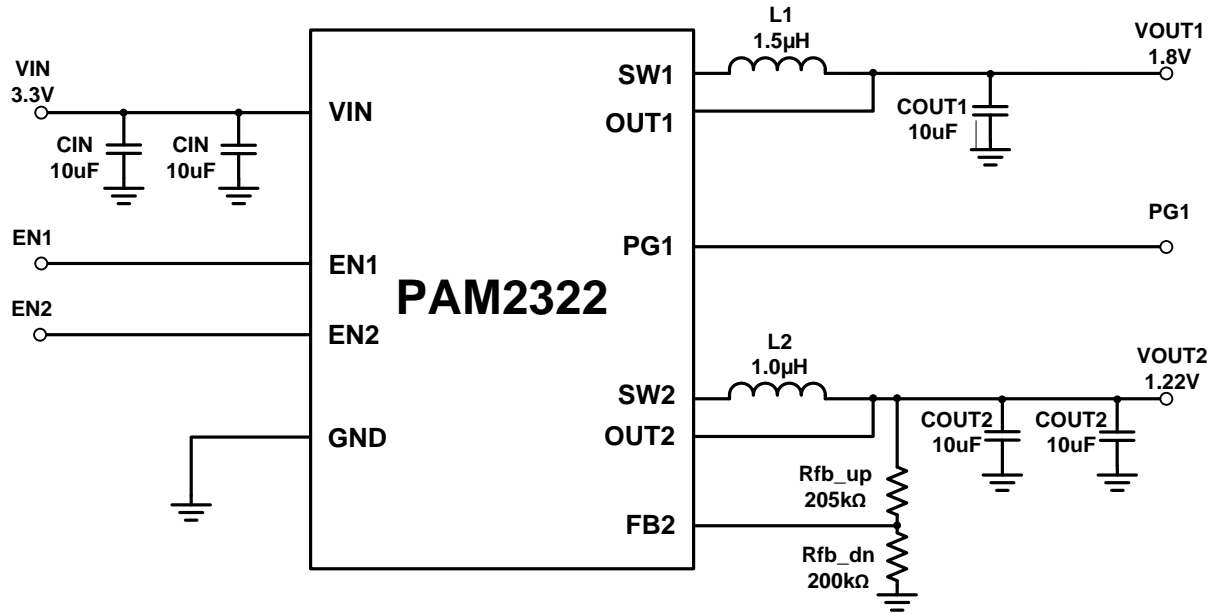 L1
1.5µH
VOUT1
1.8V
VIN
3.3V
SW1
VIN
OUT1
COUT1
10uF
CIN
10uF
CIN
10uF
PG1
EN1
PG1
EN1
PAM2322
EN2
EN2
L2
1.0µH
VOUT2
1.22V
SW2
COUT2
10uF
COUT2
10uF
GND
OUT2
Rfb_up
205kΩ
FB2
Rfb_dn
200kΩ